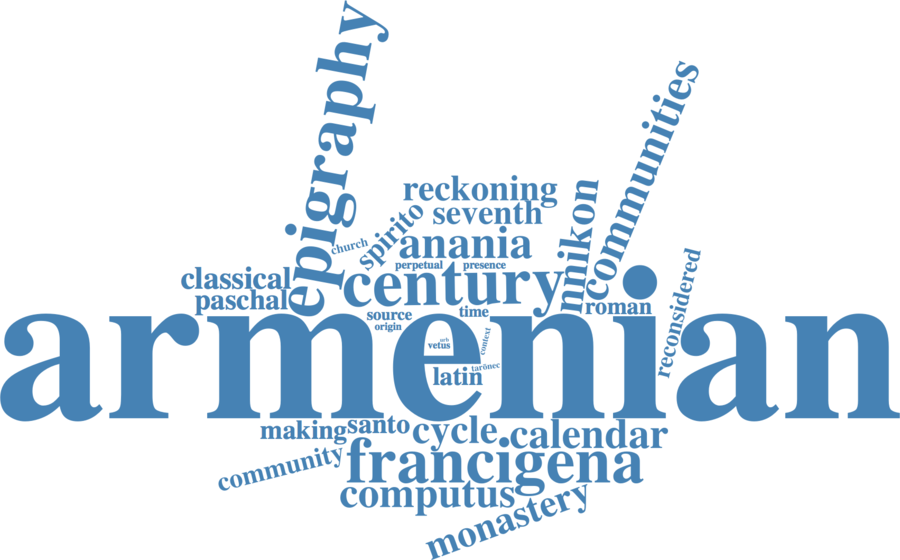 epigraphy
communities
reckoning
seventh
spirito
church
anania
mnikon
perpetual
presence
classical
century
paschal
roman
reconsidered
source
time
origin
armenian
urb
vetus
context
latin
tarōnec
making
santo
cycle
calendar
community
francigena
computus
monastery